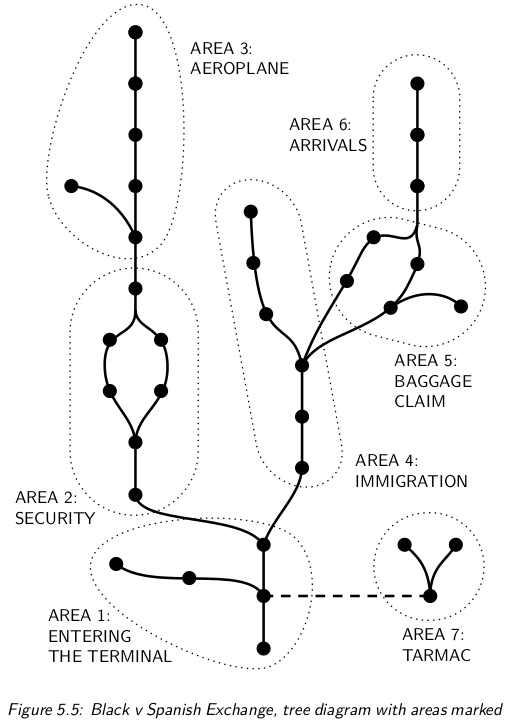 AREA 3:
AEROPLANE
AREA 6:
ARRIVALS
AREA 5:
BAGGAGE
CLAIM
AREA 4:
IMMIGRATION
AREA 2:
SECURITY
AREA 1:
ENTERING
THE TERMINAL
AREA 7:
TARMAC
Figure 5.5: Black v Spanish Exchange, tree diagram with areas marked